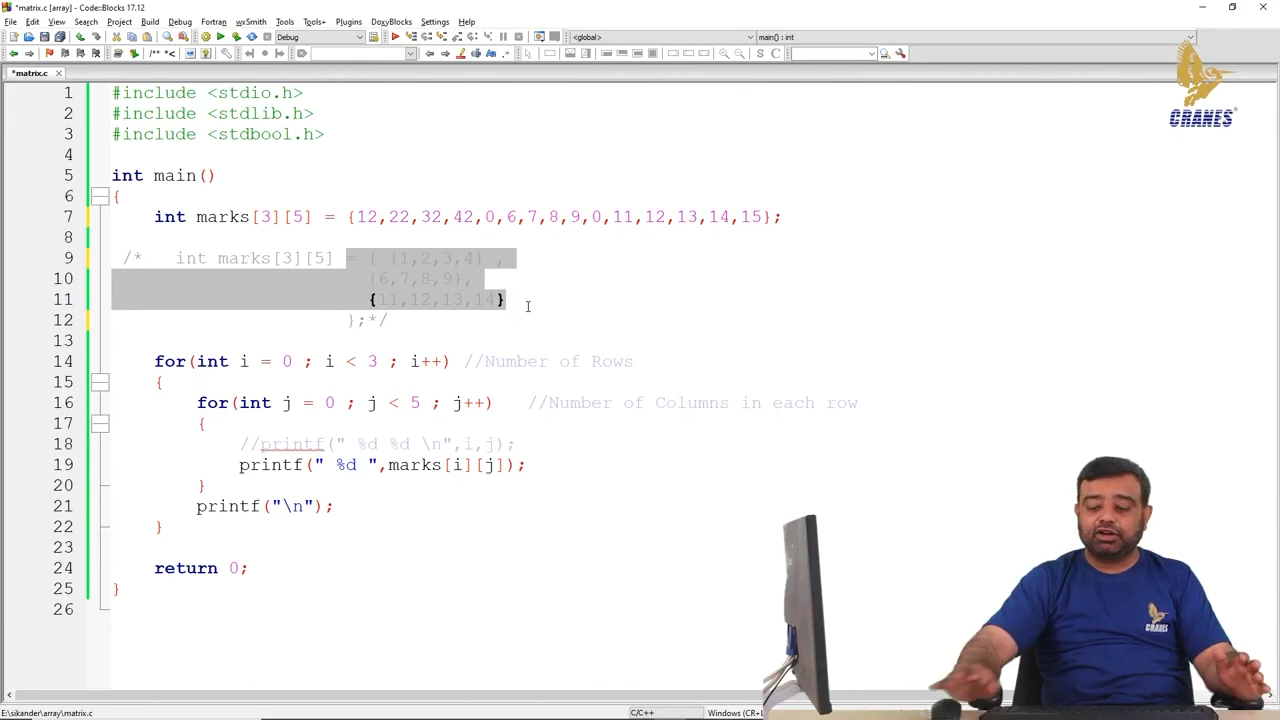 *matrix.c [array] - Code::Blocks 17.12
File Edit View Search Project Build Debug Fortran wxSmith Tools Tools+ Plugins DoxyBlocks Settings Help
Debug <global> main() : int
/** *<
*matrix.c
CRANES
1 #include <stdio.h>
2 #include <stdlib.h>
3 #include <stdbool.h>
4
5 int main()
6 {
7 int marks[3][5] = {12,22,32,42,0,6,7,8,9,0,11,12,13,14,15};
8
9 /* int marks[3][5] = { {1,2,3,4} ,
10 {6,7,8,9},
11 {11,12,13,14}
12 };*/
13
14 for(int i = 0 ; i < 3 ; i++) //Number of Rows
15 {
16 for(int j = 0 ; j < 5 ; j++) //Number of Columns in each row
17 {
18 //printf(" %d %d \n",i,j);
19 printf(" %d ",marks[i][j]);
20 }
21 printf("\n");
22 }
23
24 return 0;
25 }
26
CRANES
E:\sikander\array\matrix.c C/C++ Windows (CR+L